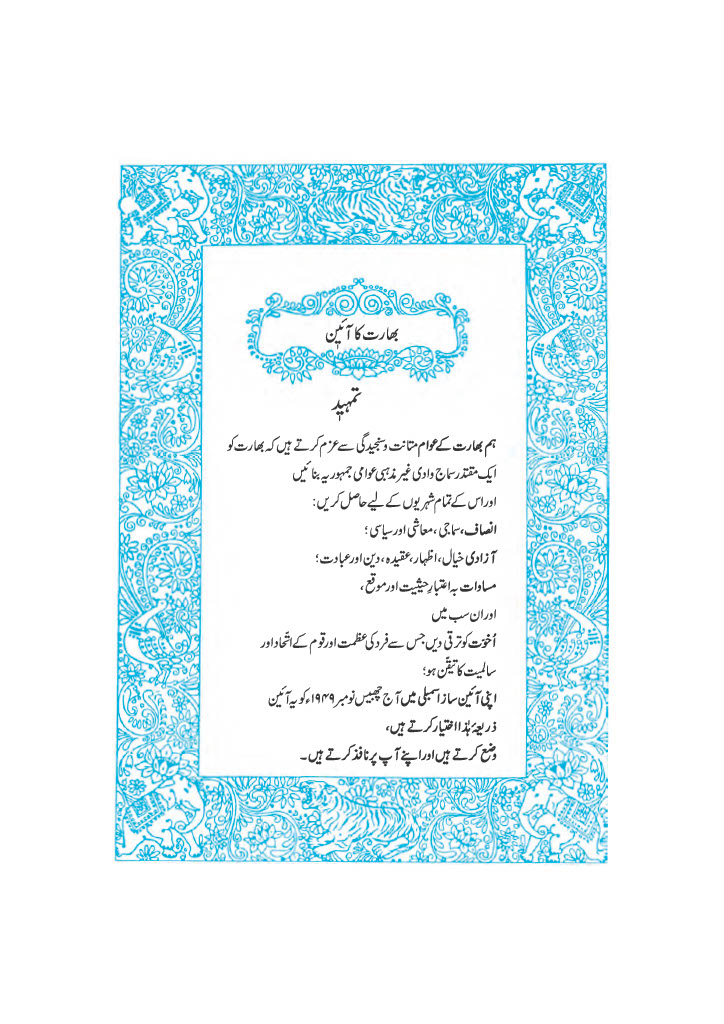 بھارت کا آئین
تمہید
ہم بھارت کے عوام متانت و سنجیدگی سے عزم کرتے ہیں کہ بھارت کو
ایک مقتدر سماج وادی غیر مذہبی عوامی جمہوریہ بنائیں
اور اس کے تمام شہریوں کے لیے حاصل کریں:
انصاف، سماجی، معاشی اور سیاسی؛
آزادی خیال، اظہار، عقیدہ، دین اور عبادت؛
مساوات بہ اعتبارِ حیثیت اور موقع،
اور ان سب میں
اُخوّت کو ترقی دیں جس سے فرد کی عظمت اور قوم کے اتّحاد اور
سالمیت کا تیقّن ہو؛
اپنی آئین ساز اسمبلی میں آج چھبیس نومبر ۱۹۴۹ء کو یہ آئین
ذریعۂ ہٰذا اختیار کرتے ہیں،
وضع کرتے ہیں اور اپنے آپ پر نافذ کرتے ہیں۔